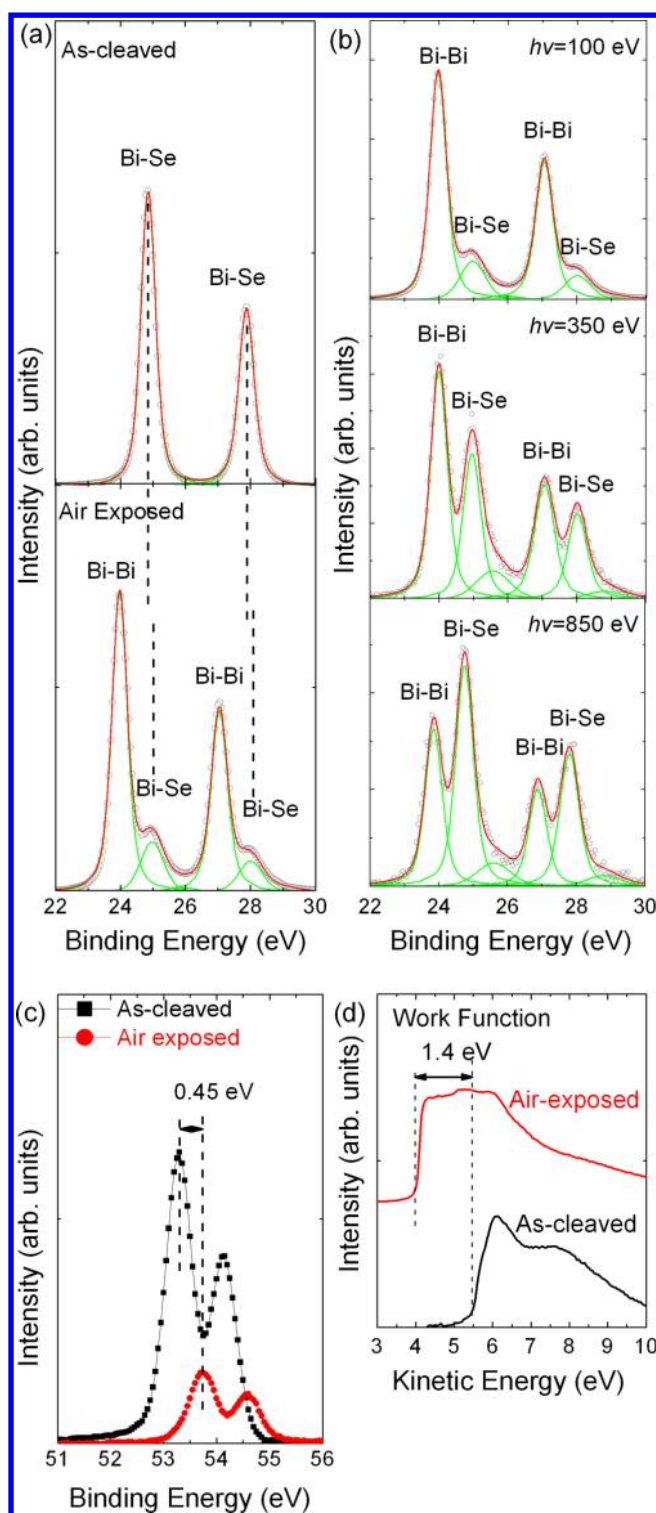 (a)
As-cleaved
Bi-Se
Bi-Se
Air Exposed
Bi-Bi
Bi-Bi
Bi-Se
Bi-Se
Intensity (arb. units)
22 24 26 28 30
Binding Energy (eV)
(b)
hν=100 eV
Bi-Bi
Bi-Bi
Bi-Se
Bi-Se
hν=350 eV
Bi-Bi
Bi-Se
Bi-Bi
Bi-Se
hν=850 eV
Bi-Se
Bi-Bi
Bi-Se
Bi-Bi
Intensity (arb. units)
22 24 26 28 30
Binding Energy (eV)
(c)
As-cleaved
Air exposed
0.45 eV
Intensity (arb. units)
51 52 53 54 55 56
Binding Energy (eV)
(d)
Work Function
1.4 eV
Air-exposed
As-cleaved
Intensity (arb. units)
3 4 5 6 7 8 9 10
Kinetic Energy (eV)